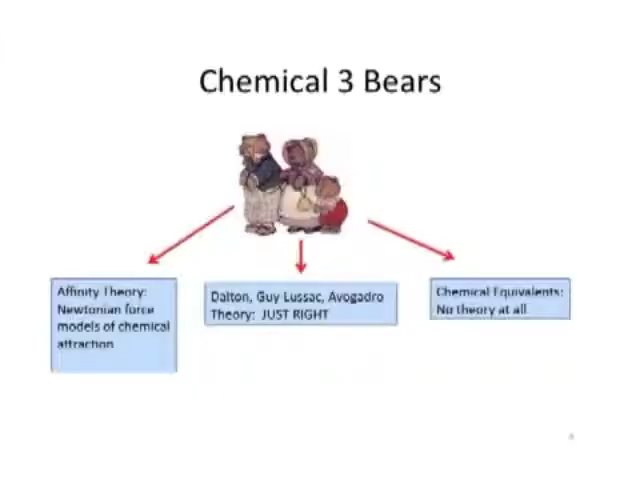 Chemical 3 Bears
Affinity Theory:
Newtonian force
models of chemical
attraction
Dalton, Guy Lussac, Avogadro
Theory: JUST RIGHT
Chemical Equivalents:
No theory at all